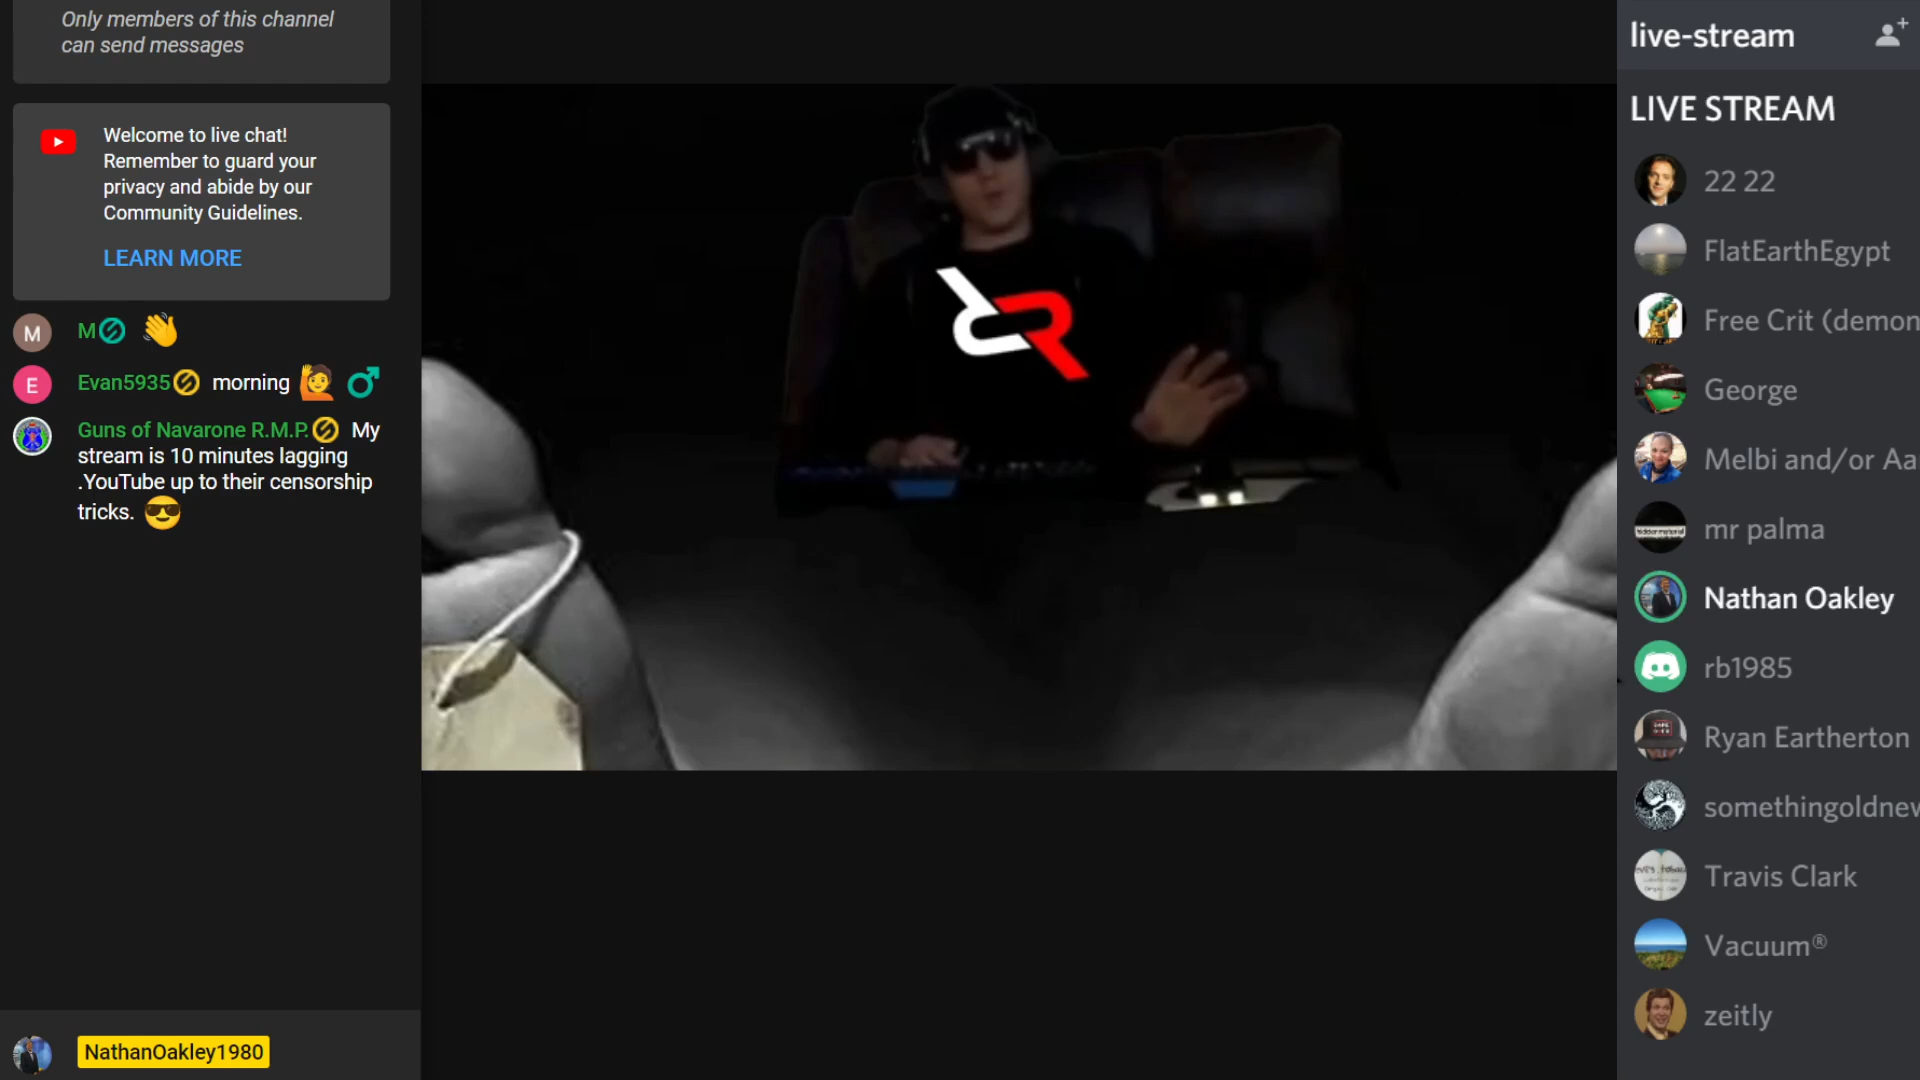 Only members of this channel
can send messages
Welcome to live chat!
Remember to guard your
privacy and abide by our
Community Guidelines.
LEARN MORE
M
M
E
Evan5935 morning
Guns of Navarone R.M.P. My
stream is 10 minutes lagging
.YouTube up to their censorship
tricks.
NathanOakley1980
live-stream
LIVE STREAM
22 22
FlatEarthEgypt
Free Crit (demon
George
Melbi and/or Aa
mr palma
Nathan Oakley
rb1985
Ryan Eartherton
somethingoldnew
Travis Clark
Vacuum®
zeitly